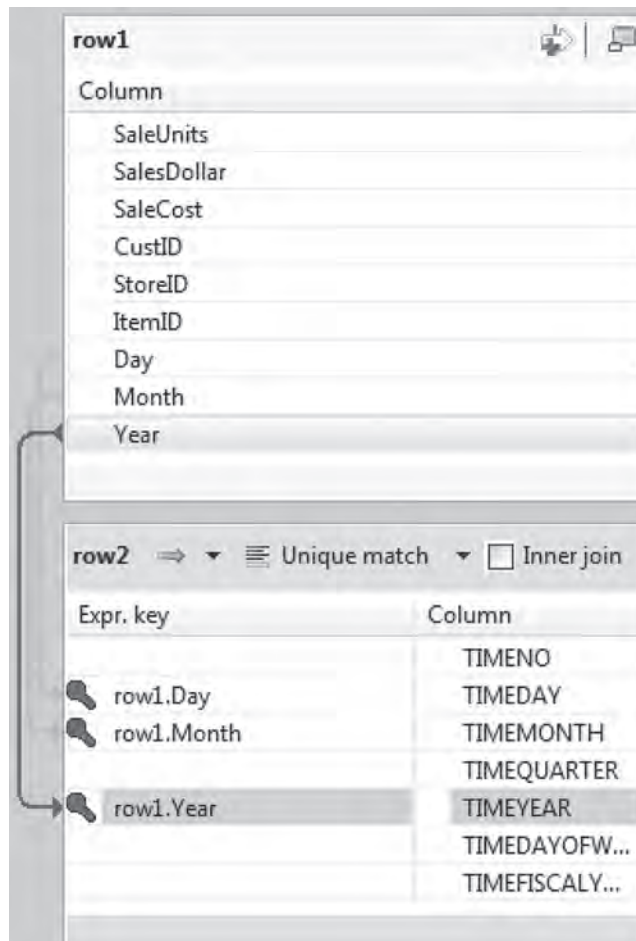 row1
Column
SaleUnits
SalesDollar
SaleCost
CustID
StoreID
ItemID
Day
Month
Year
row2 Unique match Inner join
Expr. key Column
TIMENO
row1.Day TIMEDAY
row1.Month TIMEMONTH
TIMEQUARTER
row1.Year TIMEYEAR
TIMEDAYOFW...
TIMEFISCALY...